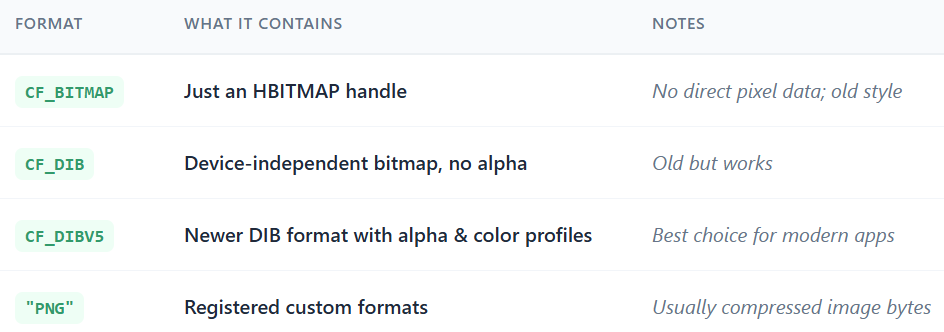 FORMAT WHAT IT CONTAINS NOTES
CF_BITMAP Just an HBITMAP handle No direct pixel data; old style
CF_DIB Device-independent bitmap, no alpha Old but works
CF_DIBV5 Newer DIB format with alpha & color profiles Best choice for modern apps
"PNG" Registered custom formats Usually compressed image bytes